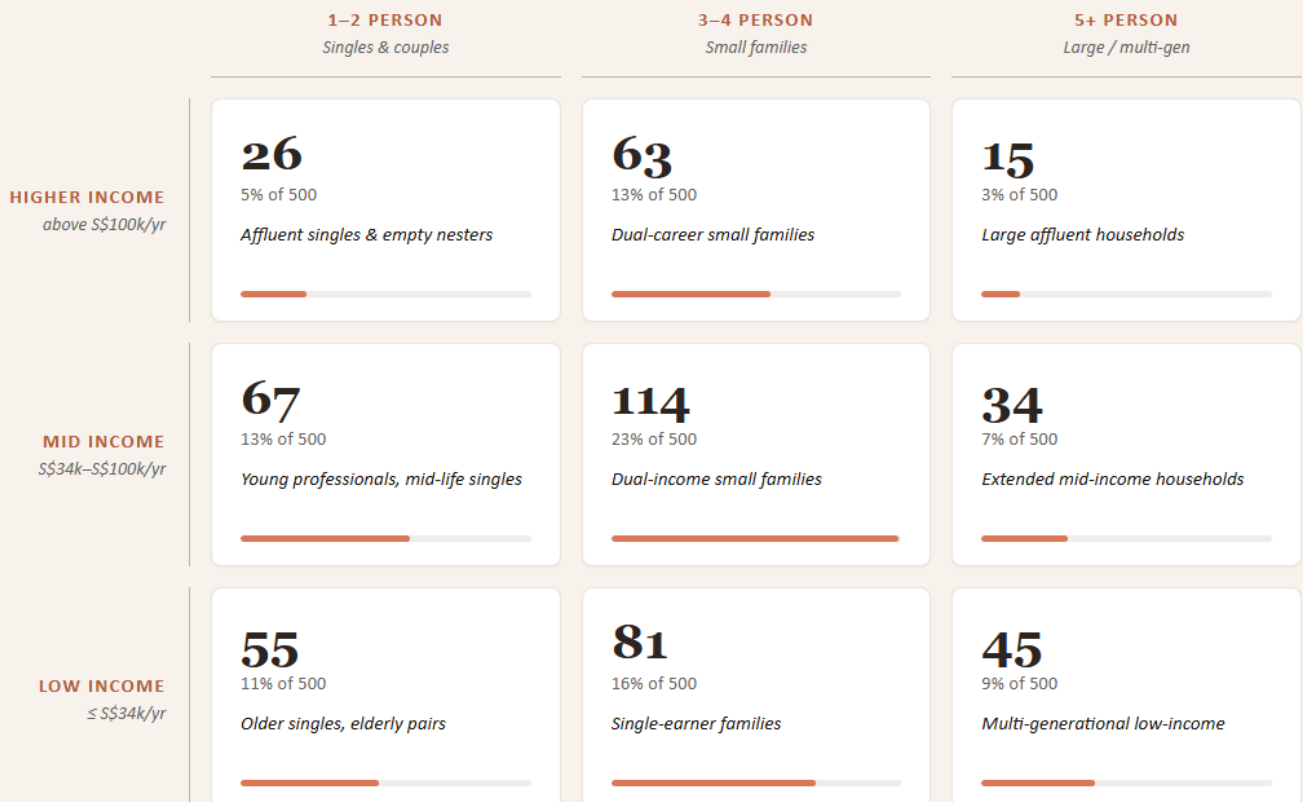 1–2 PERSON
Singles & couples
3–4 PERSON
Small families
5+ PERSON
Large / multi-gen
HIGHER INCOME
above S$100k/yr
26
5% of 500
Affluent singles & empty nesters
63
13% of 500
Dual-career small families
15
3% of 500
Large affluent households
MID INCOME
S$34k–S$100k/yr
67
13% of 500
Young professionals, mid-life singles
114
23% of 500
Dual-income small families
34
7% of 500
Extended mid-income households
LOW INCOME
≤ S$34k/yr
55
11% of 500
Older singles, elderly pairs
81
16% of 500
Single-earner families
45
9% of 500
Multi-generational low-income